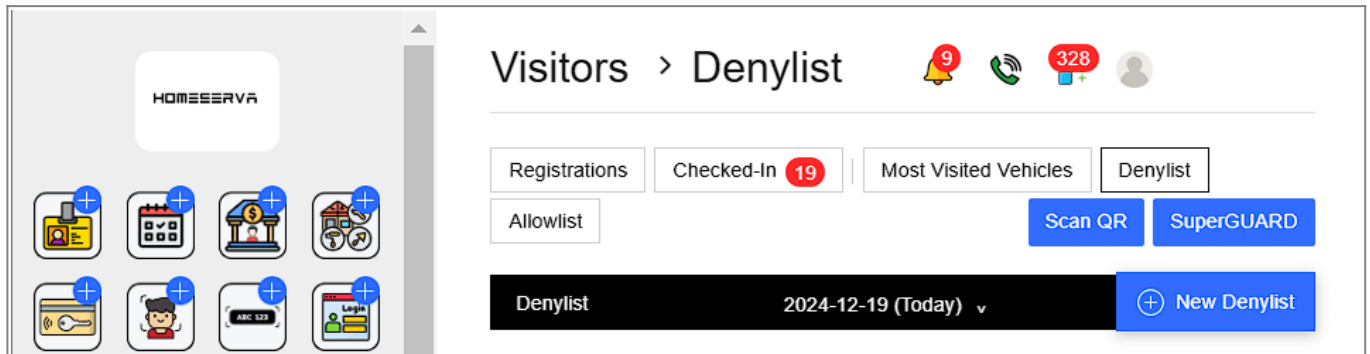 HOMESERVA
Visitors > Denylist 9 328
Registrations Checked-In 19 Most Visited Vehicles Denylist
Allowlist Scan QR SuperGUARD
Denylist 2024-12-19 (Today) v New Denylist
$
ABC 123 Login